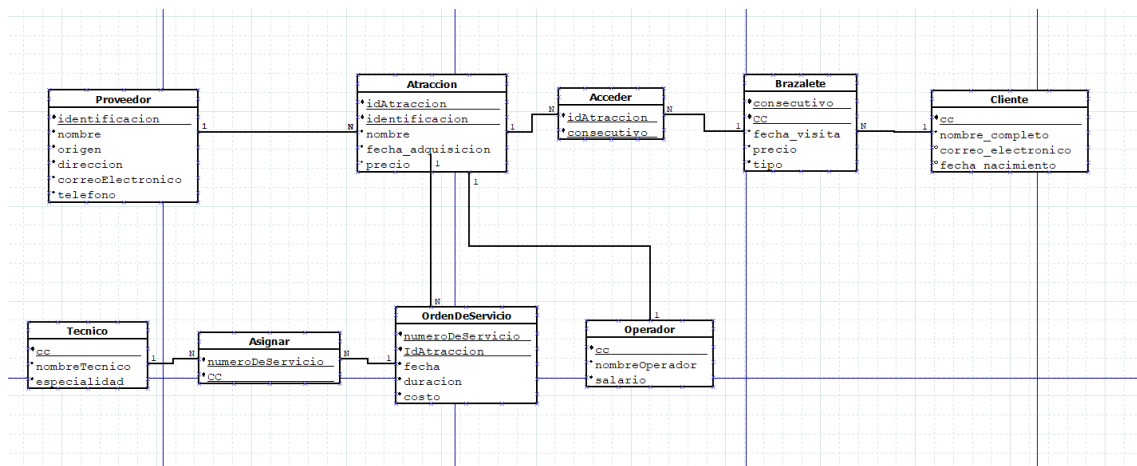 Proveedor
identificacion
nombre
origen
direccion
correoElectronico
telefono
1
N
Atraccion
idAtraccion
identificacion
nombre
fecha_adquisicion
precio
1
N
Acceder
idAtraccion
consecutivo
N
1
Brazalete
consecutivo
CC
fecha_visita
precio
tipo
N
1
Cliente
cc
nombre_completo
correo_electronico
fecha_nacimiento
1
N
1
1
Tecnico
cc
nombreTecnico
especialidad
1
N
Asignar
numeroDeServicio
CC
N
1
OrdenDeServicio
numeroDeServicio
IdAtraccion
fecha
duracion
costo
Operador
cc
nombreOperador
salario